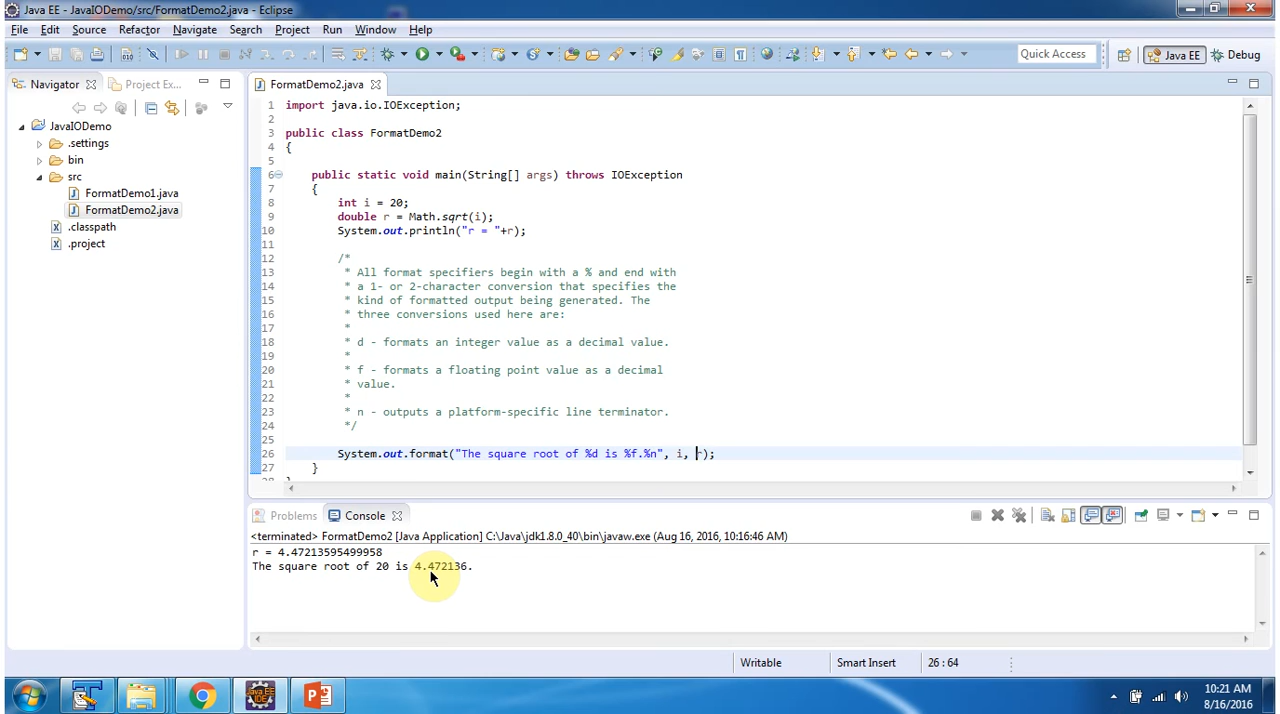 Java EE - JavaIODemo/src/FormatDemo2.java - Eclipse
File Edit Source Refactor Navigate Search Project Run Window Help
Quick Access
Java EE
Debug
Navigator
Project Ex...
JavaIODemo
.settings
bin
src
FormatDemo1.java
FormatDemo2.java
.classpath
.project
FormatDemo2.java
1 import java.io.IOException;
2
3 public class FormatDemo2
4 {
5
6 public static void main(String[] args) throws IOException
7 {
8 int i = 20;
9 double r = Math.sqrt(i);
10 System.out.println("r = "+r);
11
12 /*
13 * All format specifiers begin with a % and end with
14 * a 1- or 2-character conversion that specifies the
15 * kind of formatted output being generated. The
16 * three conversions used here are:
17 *
18 * d - formats an integer value as a decimal value.
19 *
20 * f - formats a floating point value as a decimal
21 * value.
22 *
23 * n - outputs a platform-specific line terminator.
24 */
25
26 System.out.format("The square root of %d is %f.%n", i, r);
27 }
28 }
Problems
Console
<terminated> FormatDemo2 [Java Application] C:\Java\jdk1.8.0_40\bin\javaw.exe (Aug 16, 2016, 10:16:46 AM)
r = 4.47213595499958
The square root of 20 is 4.472136.
Writable
Smart Insert
26 : 64
10:21 AM
8/16/2016